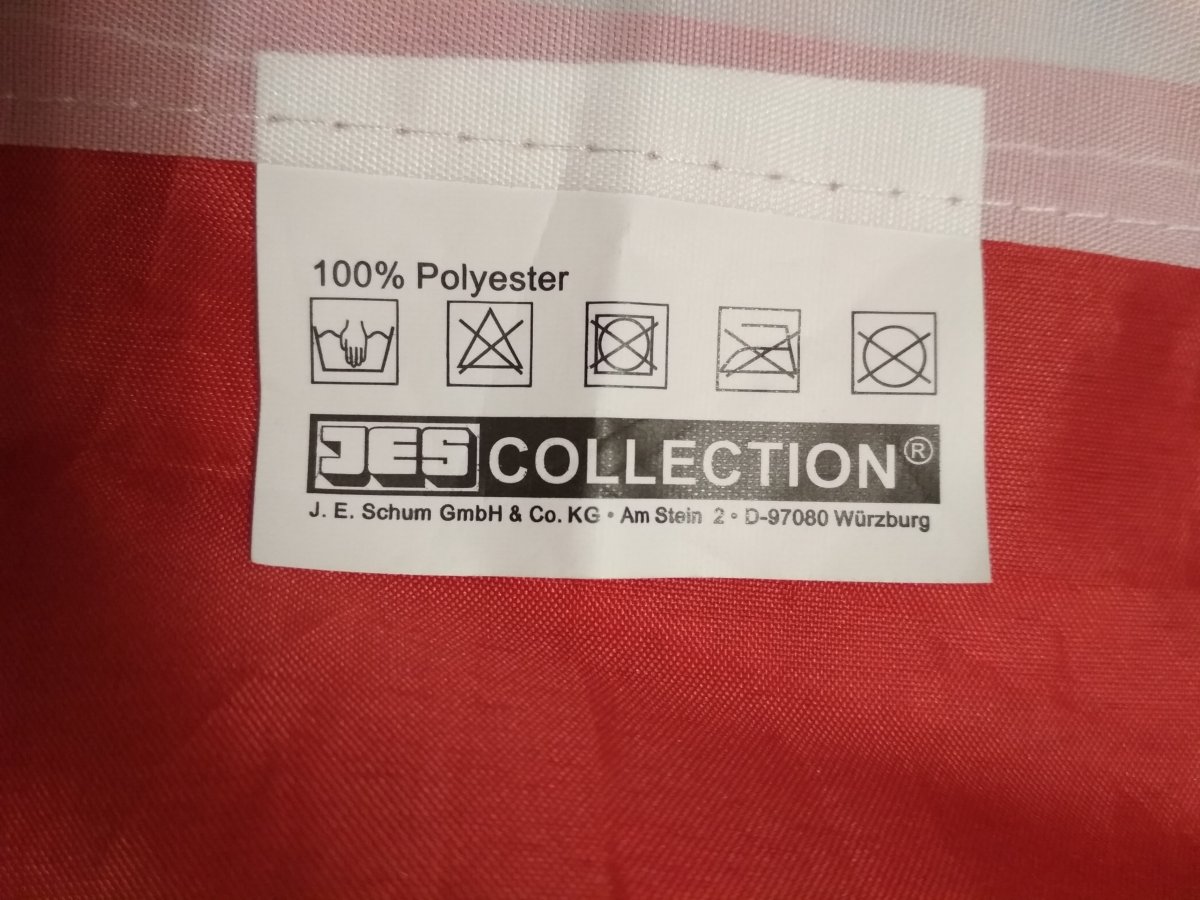 100% Polyester
JES COLLECTION®
J. E. Schum GmbH & Co. KG • Am Stein 2 • D-97080 Würzburg